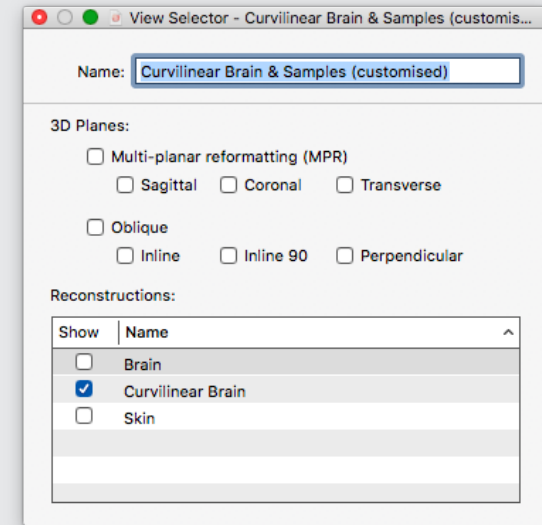 View Selector - Curvilinear Brain & Samples (customis...
Name: Curvilinear Brain & Samples (customised)
3D Planes:
Multi-planar reformatting (MPR)
Sagittal Coronal Transverse
Oblique
Inline Inline 90 Perpendicular
Reconstructions:
Show Name
Brain
Curvilinear Brain
Skin